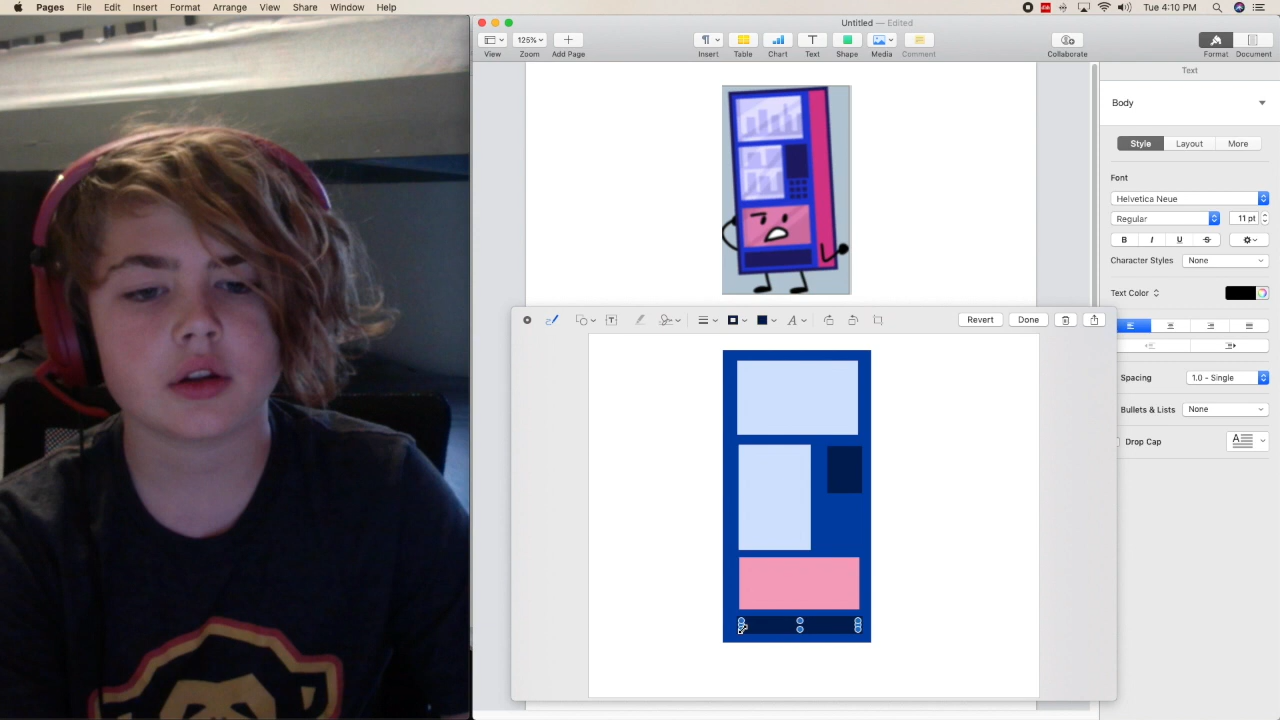 Pages File Edit Insert Format Arrange View Share Window Help Tue 4:10 PM
Untitled — Edited
125%
View Zoom Add Page Insert Table Chart Text Shape Media Comment Collaborate Format Document
Text
Body
Style Layout More
Font
Helvetica Neue
Regular 11 pt
B I U S
Character Styles None
Text Color
Revert Done
Spacing 1.0 - Single
Bullets & Lists None
Drop Cap